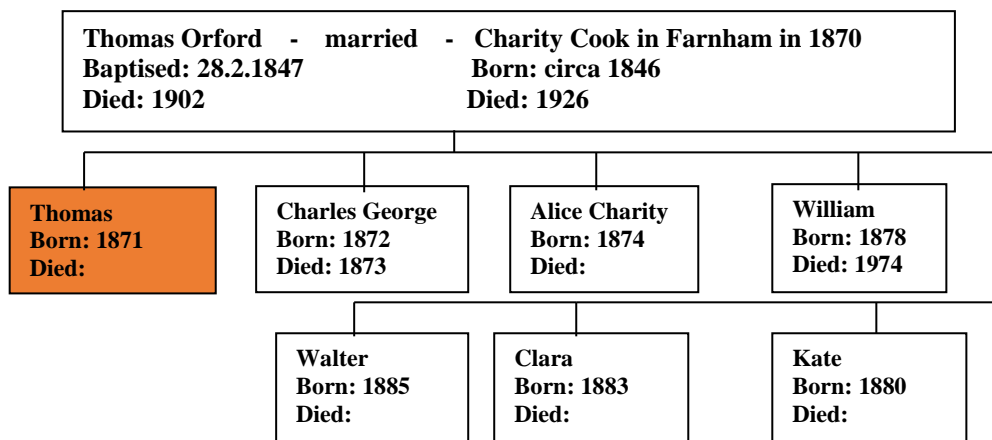 Thomas Orford - married - Charity Cook in Farnham in 1870
Baptised: 28.2.1847 Born: circa 1846
Died: 1902 Died: 1926
Thomas
Born: 1871
Died:
Charles George
Born: 1872
Died: 1873
Alice Charity
Born: 1874
Died:
William
Born: 1878
Died: 1974
Walter
Born: 1885
Died:
Clara
Born: 1883
Died:
Kate
Born: 1880
Died: